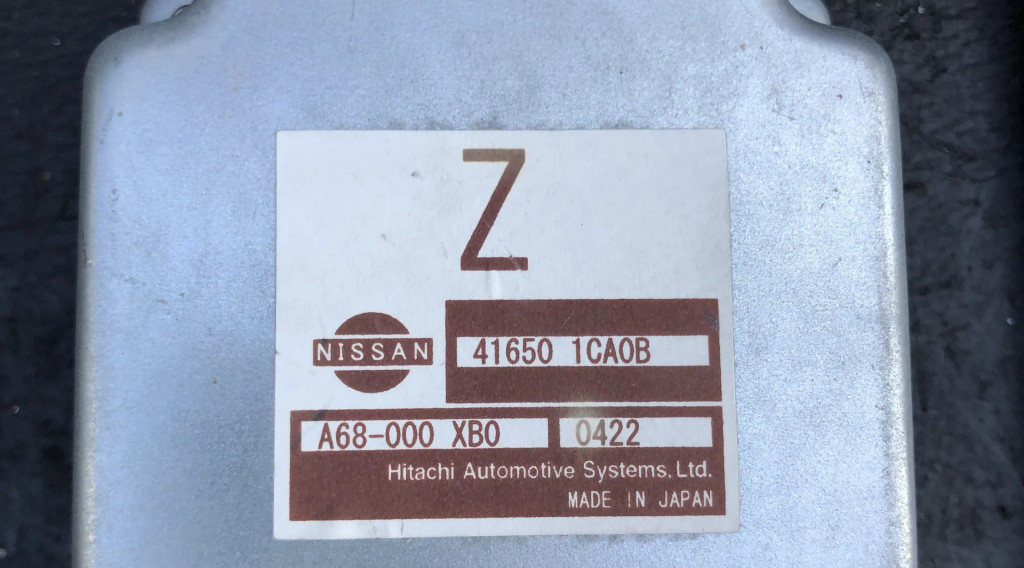 Z
NISSAN
41650 1CA0B
A68-000 XB0 0422
Hitachi Automotive Systems, Ltd.
MADE IN JAPAN